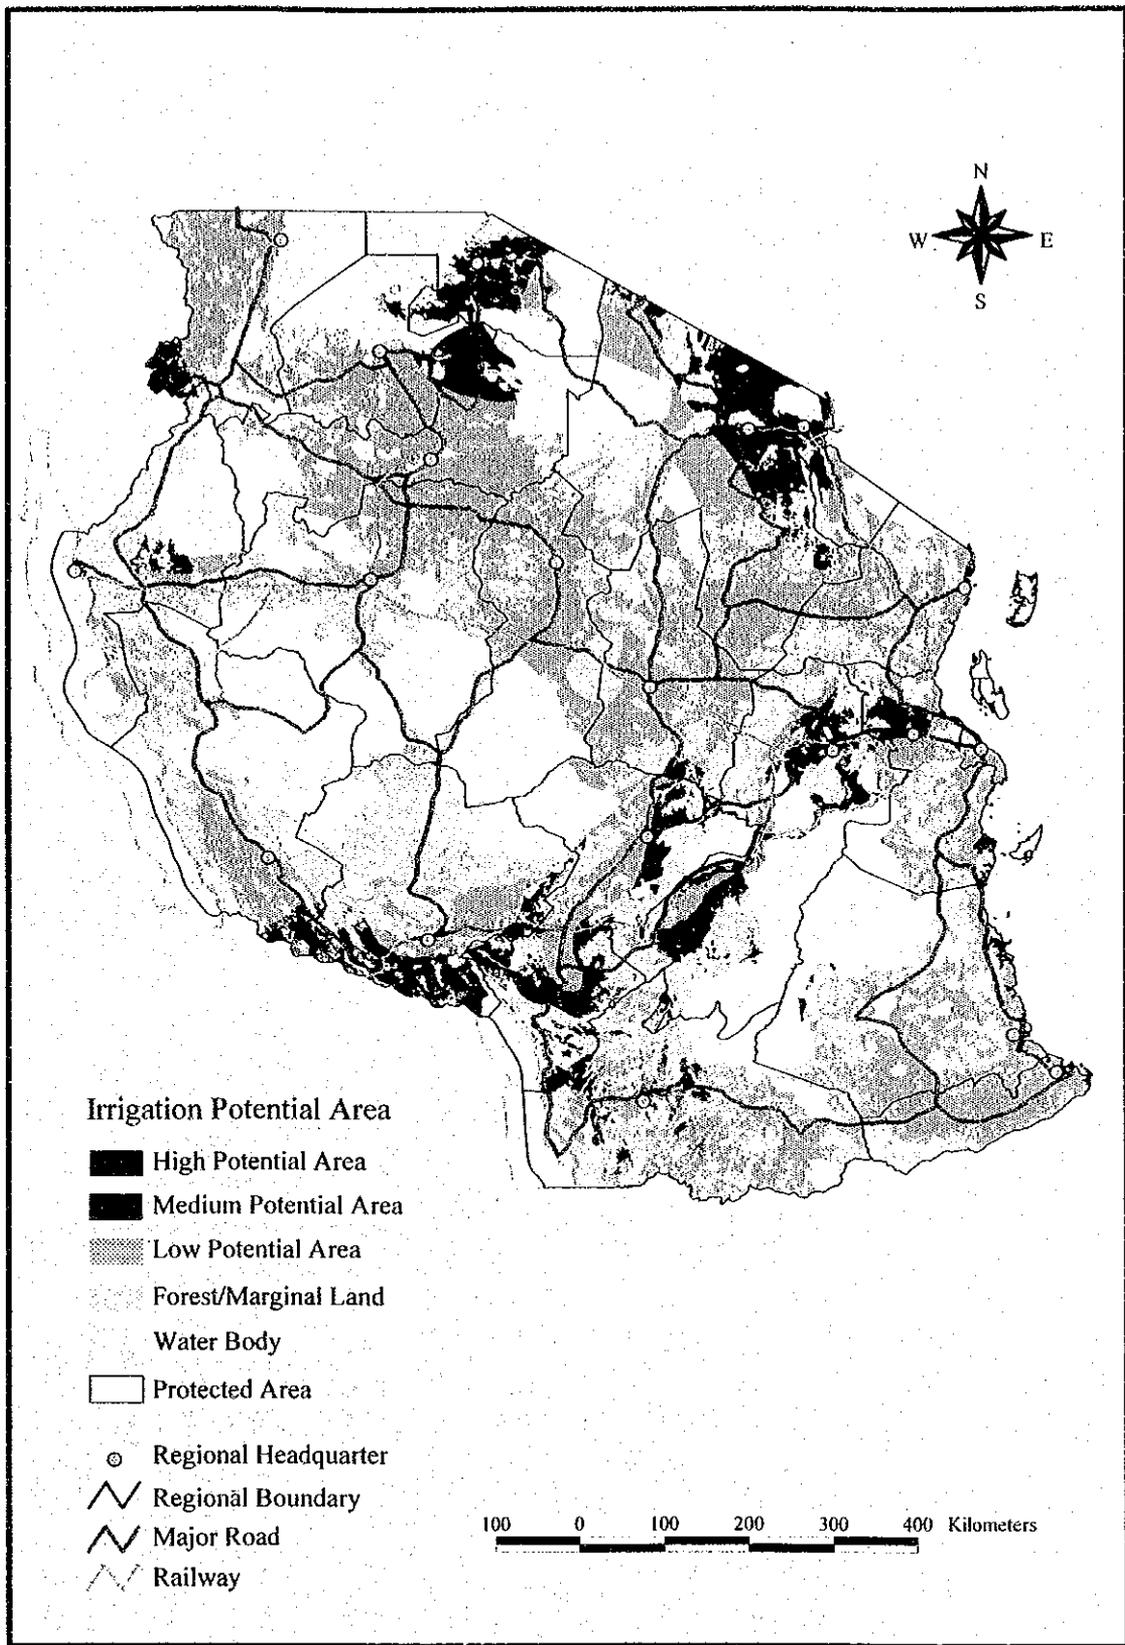 N
W E
S
Irrigation Potential Area
High Potential Area
Medium Potential Area
Low Potential Area
Forest/Marginal Land
Water Body
Protected Area
Regional Headquarter
Regional Boundary
Major Road
Railway
100 0 100 200 300 400 Kilometers